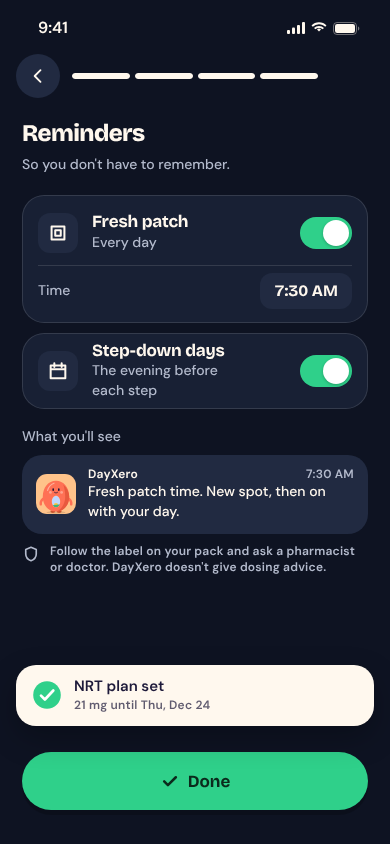 9:41
Reminders
So you don't have to remember.
Fresh patch
Every day
Time
7:30 AM
Step-down days
The evening before
each step
What you'll see
DayXero
7:30 AM
Fresh patch time. New spot, then on
with your day.
Follow the label on your pack and ask a pharmacist
or doctor. DayXero doesn't give dosing advice.
NRT plan set
21 mg until Thu, Dec 24
Done